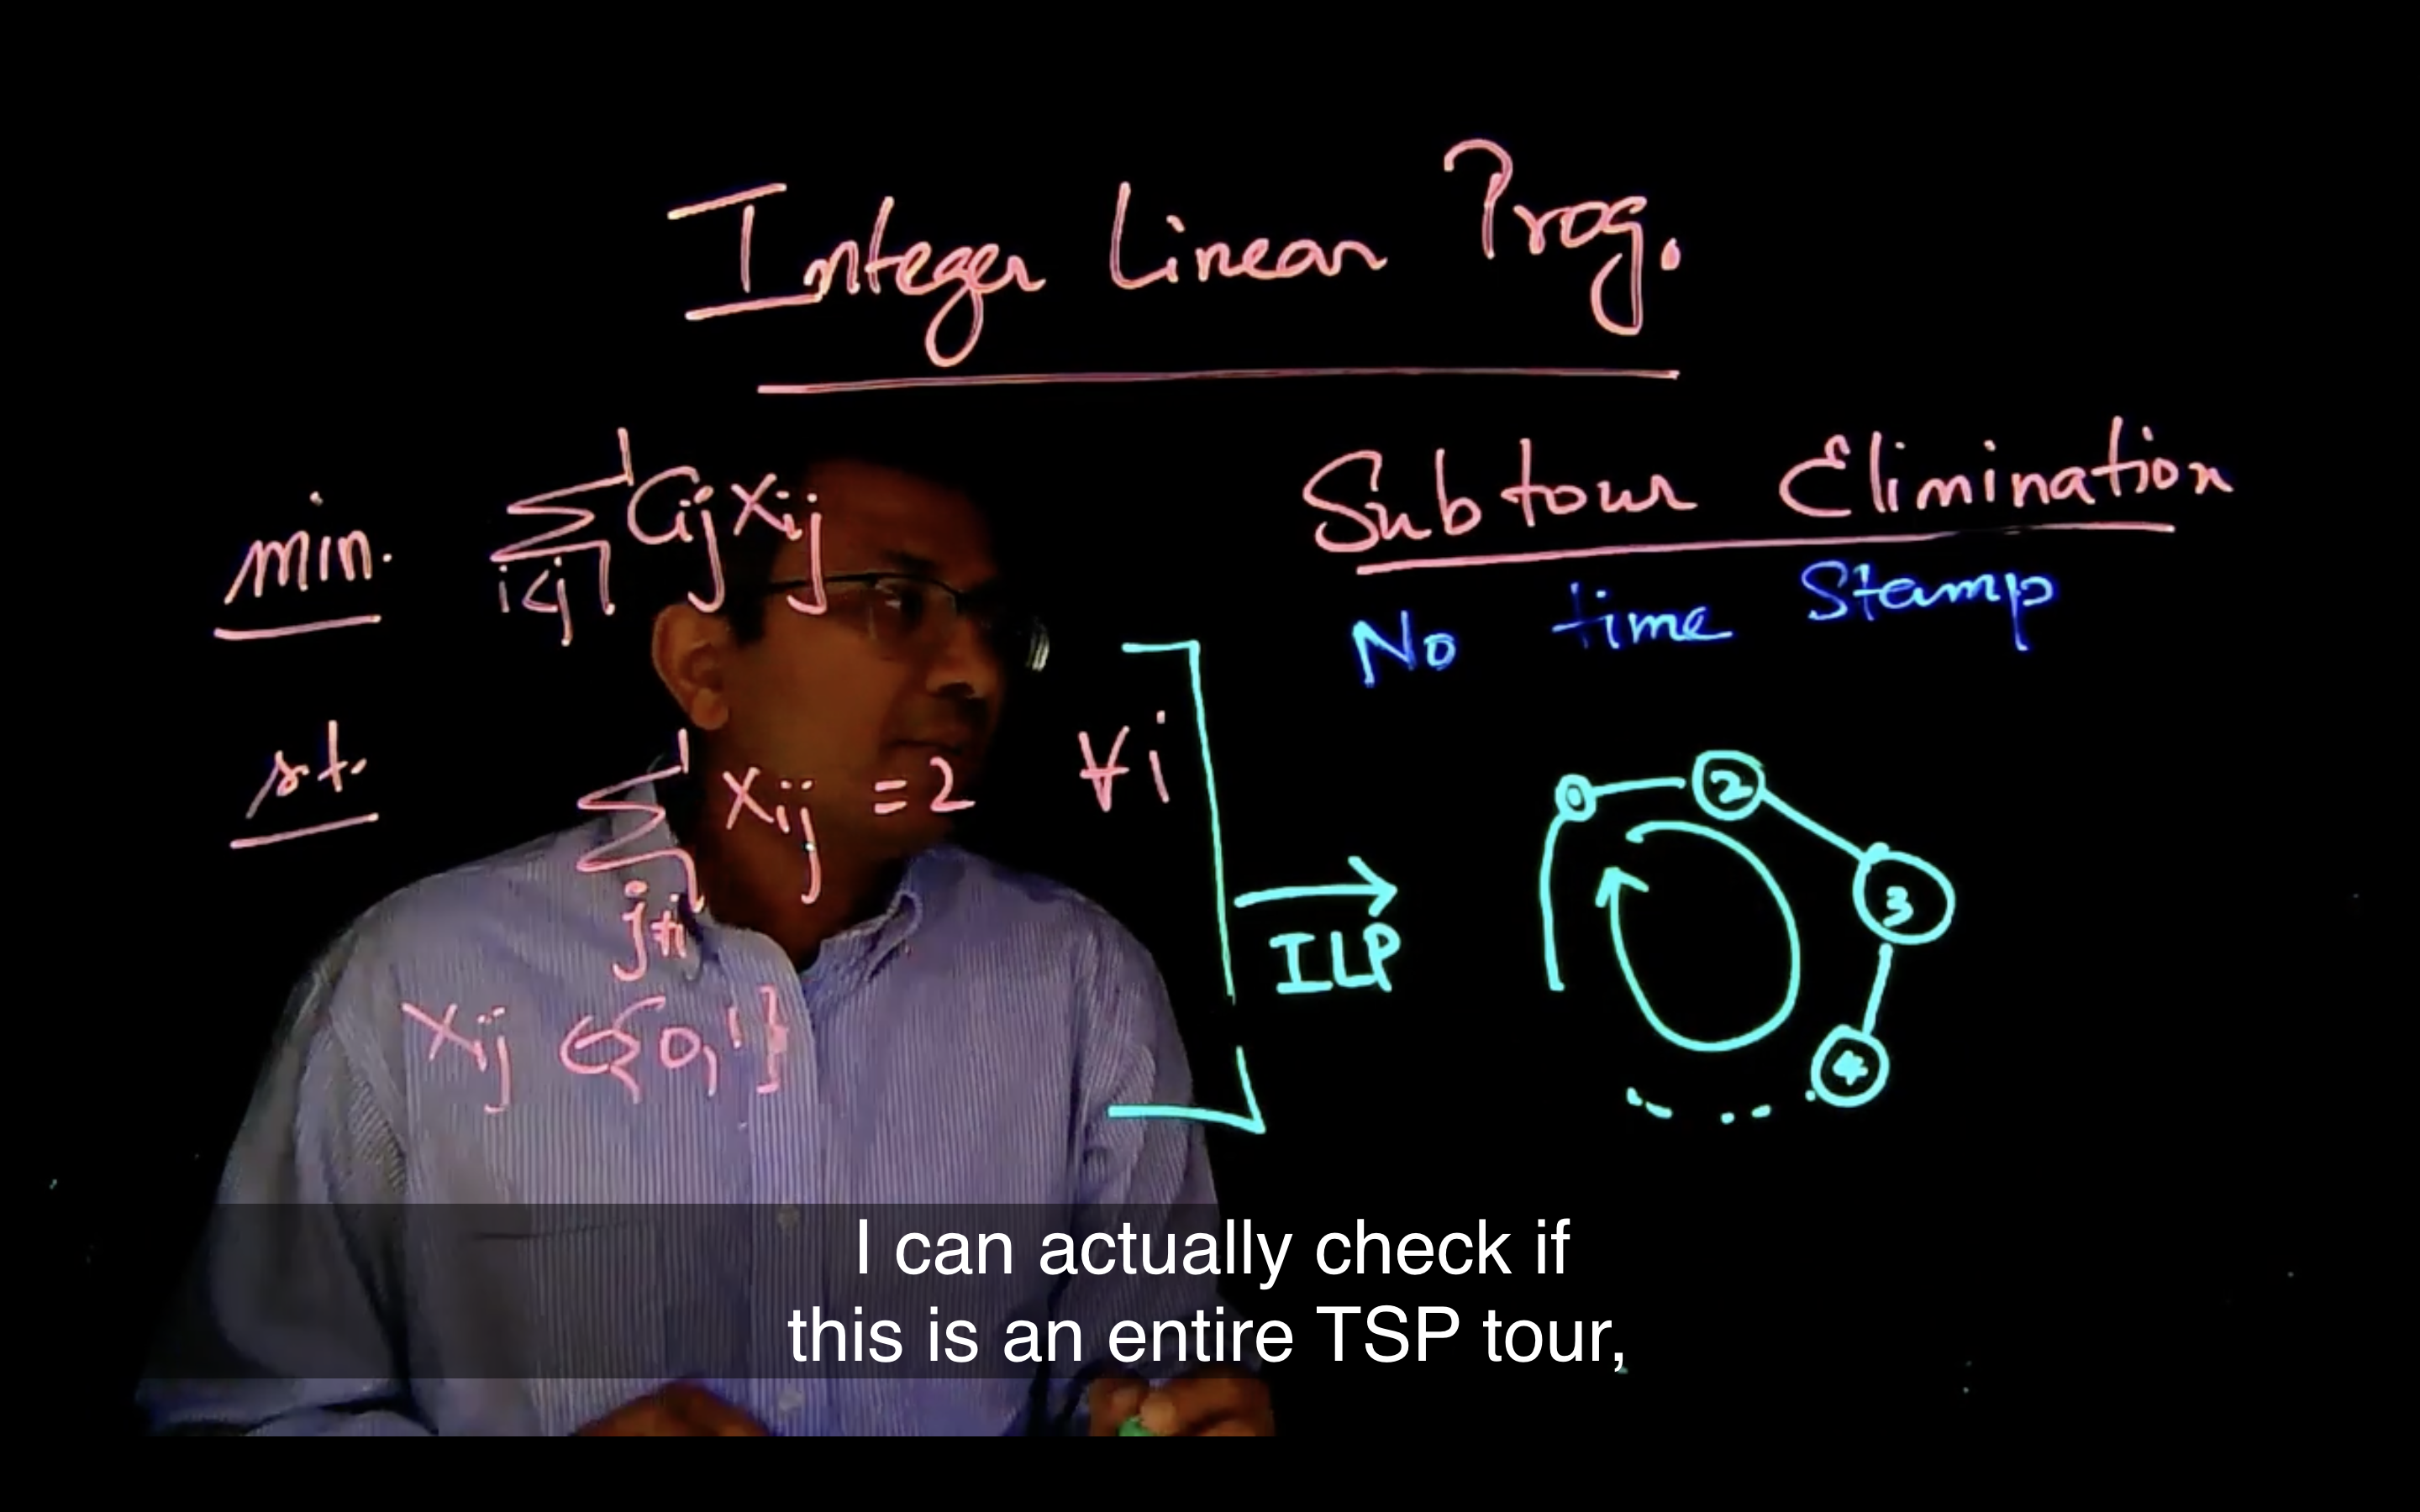 Integer Linear Prog.
min. ∑ Cij Xij
i<j
s.t. ∑ Xij = 2 ∀i
j≠i
Xij ∈ {0,1}
Subtour Elimination
No time Stamp
ILP
0 2
3
4
I can actually check if
this is an entire TSP tour,